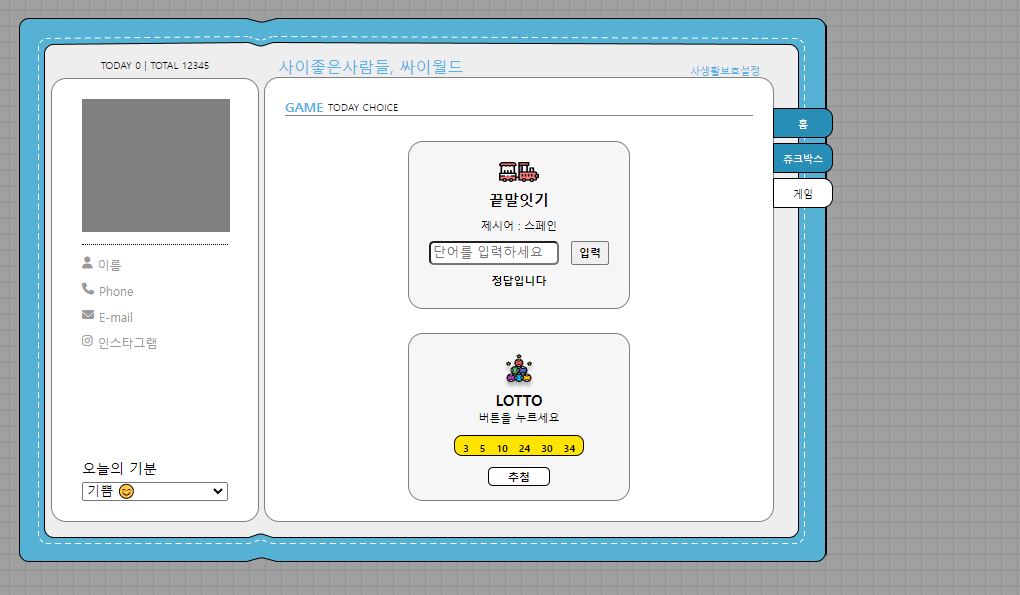 TODAY 0 | TOTAL 12345
사이좋은사람들, 싸이월드
사생활보호설정
이름
Phone
E-mail
인스타그램
오늘의 기분
기쁨 😊
GAME TODAY CHOICE
끝말잇기
제시어 : 스페인
단어를 입력하세요 입력
정답입니다
LOTTO
버튼을 누르세요
3 5 10 24 30 34
추첨
홈
쥬크박스
게임